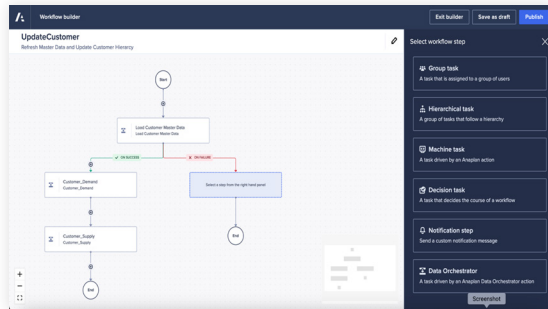 Workflow builder
Exit builder
Save as draft
Publish
UpdateCustomer
Refresh Master Data and Update Customer Hierarcy
Start
Load Customer Master Data
Load Customer Master Data
ON SUCCESS
ON FAILURE
Customer_Demand
Customer_Demand
Select a step from the right hand panel
Customer_Supply
Customer_Supply
End
End
Select workflow step
Group task
A task that is assigned to a group of users
Hierarchical task
A group of tasks that follow a hierarchy
Machine task
A task driven by an Anaplan action
Decision task
A task that decides the course of a workflow
Notification step
Send a custom notification message
Data Orchestrator
A task driven by an Anaplan Data Orchestrator action
Screenshot